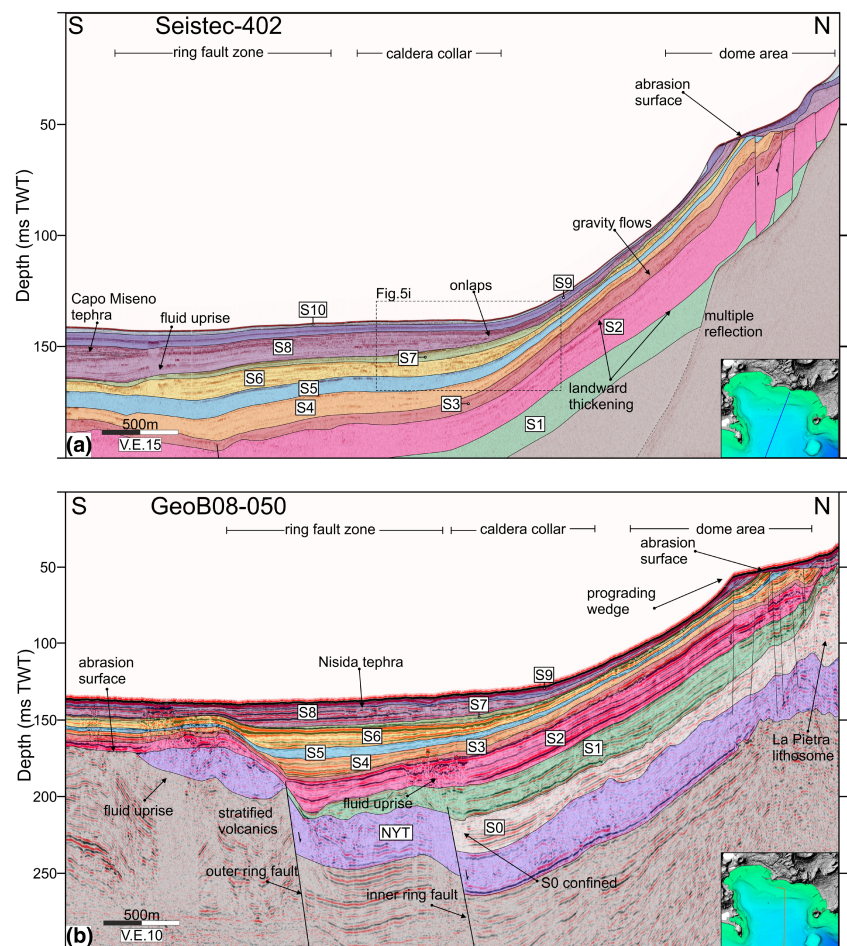 S Seistec-402 N
ring fault zone caldera collar dome area
abrasion
surface
50
100
150
Depth (ms TWT)
gravity flows
Fig.5i
onlaps
S9
Capo Miseno
tephra
fluid uprise
S10
S8
S7
S6
S5
S4
S3
S2
S1
multiple
reflection
landward
thickening
500m
V.E.15
(a)
S GeoB08-050 N
ring fault zone caldera collar dome area
abrasion
surface
50
100
150
200
250
Depth (ms TWT)
prograding
wedge
abrasion
surface
Nisida tephra
S9
S8
S7
S6
S5
S4
S3
S2
S1
La Pietra
lithosome
fluid uprise
stratified
volcanics
fluid uprise
S0
NYT
outer ring fault
inner ring fault
S0 confined
500m
V.E.10
(b)